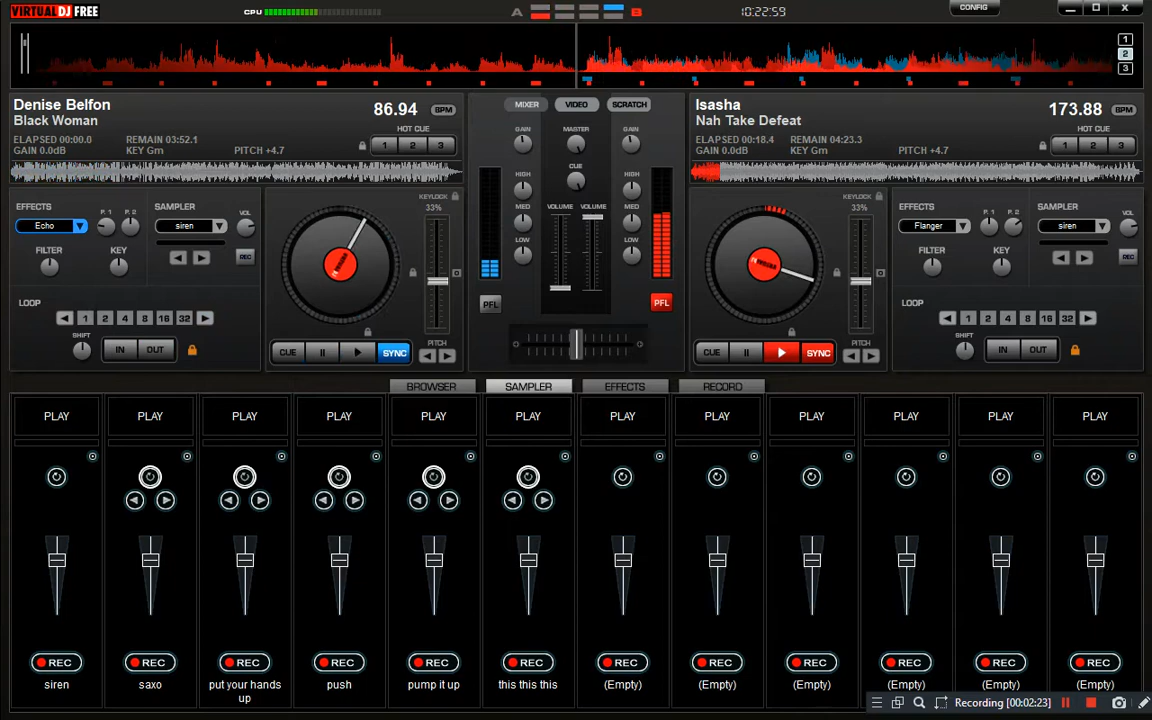 VIRTUAL DJ FREE
CPU
A
B
10:22:59
CONFIG
1
2
3
Denise Belfon
Black Woman
86.94 BPM
ELAPSED 00:00.0 REMAIN 03:52.1
GAIN 0.0dB KEY Gm PITCH +4.7
HOT CUE
1 2 3
MIXER VIDEO SCRATCH
GAIN MASTER GAIN
HIGH CUE HIGH
MED VOLUME VOLUME MED
LOW LOW
PFL PFL
Isasha
Nah Take Defeat
173.88 BPM
ELAPSED 00:18.4 REMAIN 04:23.3
GAIN 0.0dB KEY Gm PITCH +4.7
HOT CUE
1 2 3
EFFECTS P. 1 P. 2 SAMPLER VOL
Echo siren
FILTER KEY REC
LOOP
1 2 4 8 16 32
SHIFT IN OUT
KEYLOCK
33%
CUE SYNC PITCH
KEYLOCK
33%
CUE SYNC PITCH
EFFECTS P. 1 P. 2 SAMPLER VOL
Flanger siren
FILTER KEY REC
LOOP
1 2 4 8 16 32
SHIFT IN OUT
BROWSER SAMPLER EFFECTS RECORD
PLAY PLAY PLAY PLAY PLAY PLAY PLAY PLAY PLAY PLAY PLAY PLAY
REC REC REC REC REC REC REC REC REC REC REC REC
siren saxo put your hands push pump it up this this this (Empty) (Empty) (Empty) (Empty) (Empty) (Empty)
up
Recording [00:02:23]